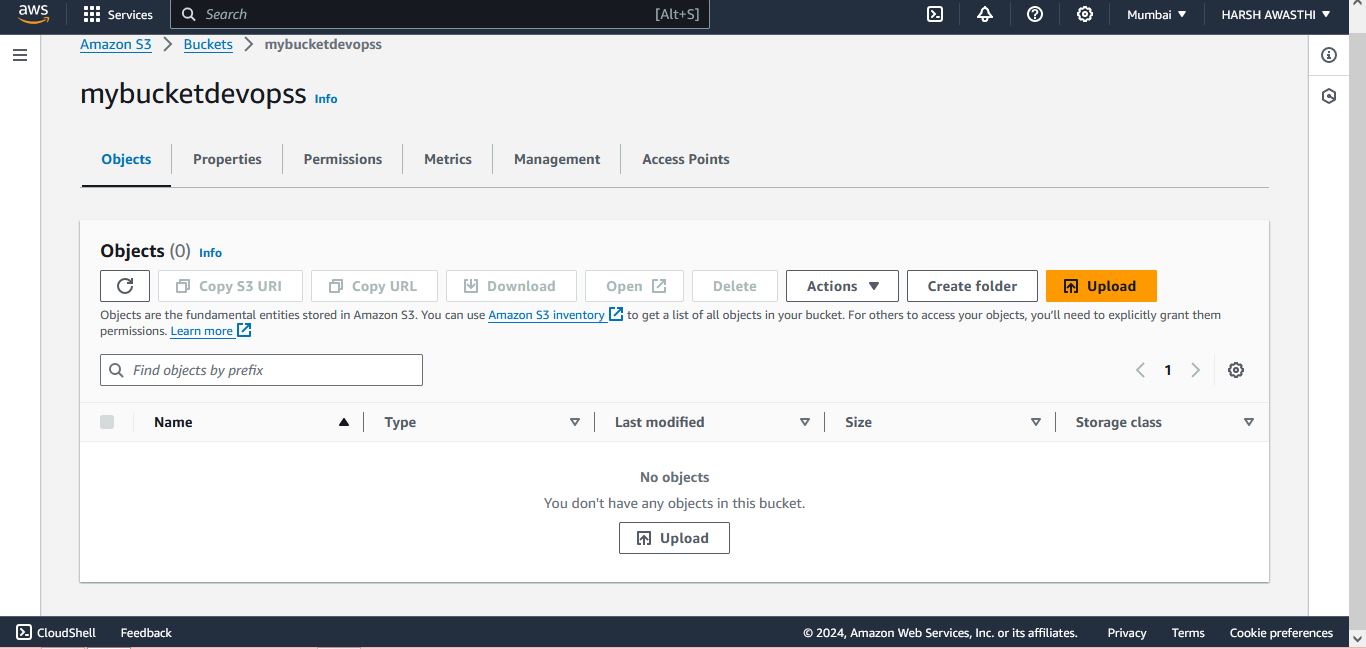 aws Services Search [Alt+S] Mumbai ▼ HARSH AWASTHI ▼
Amazon S3 > Buckets > mybucketdevopss
mybucketdevopss Info
Objects Properties Permissions Metrics Management Access Points
Objects (0) Info
Copy S3 URI Copy URL Download Open Delete Actions ▼ Create folder Upload
Objects are the fundamental entities stored in Amazon S3. You can use Amazon S3 inventory to get a list of all objects in your bucket. For others to access your objects, you'll need to explicitly grant them
permissions. Learn more
Find objects by prefix < 1 >
Name Type Last modified Size Storage class
No objects
You don't have any objects in this bucket.
Upload
CloudShell Feedback © 2024, Amazon Web Services, Inc. or its affiliates. Privacy Terms Cookie preferences